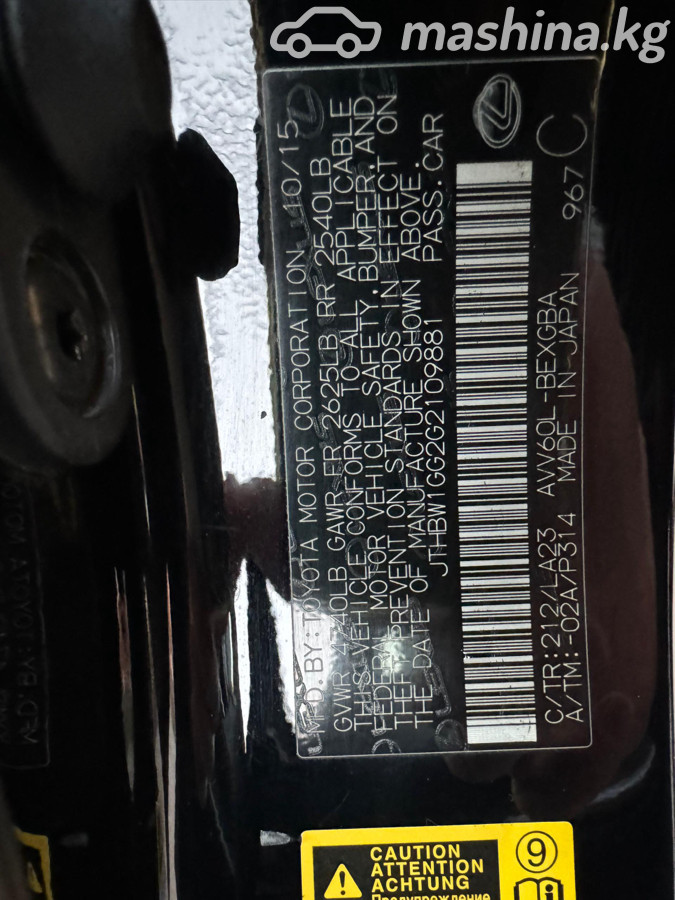 mashina.kg
MFD.BY:TOYOTA MOTOR CORPORATION 10/15
GVWR 4740LB GAWR FR 2625LB RR 2540LB
THIS VEHICLE CONFORMS TO ALL APPLICABLE
FEDERAL MOTOR VEHICLE SAFETY, BUMPER, AND
THEFT PREVENTION STANDARDS IN EFFECT ON
THE DATE OF MANUFACTURE SHOWN ABOVE.
JTHBW1GG2G2109881 PASS.CAR
C/TR:212/LA23 AVV60L-BEXGBA
A/TM:-02A/P314 MADE IN JAPAN 967 C
CAUTION
ATTENTION
ACHTUNG
Предупреждение
9